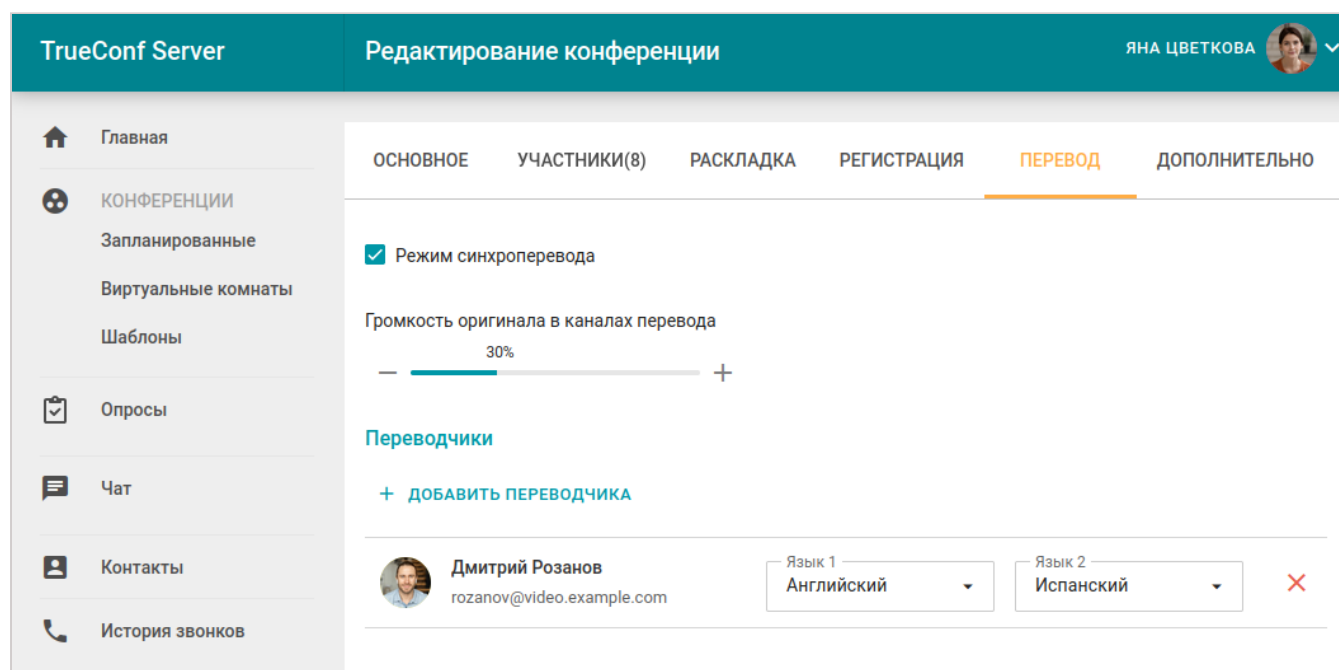 TrueConf Server
Редактирование конференции
ЯНА ЦВЕТКОВА
Главная
КОНФЕРЕНЦИИ
Запланированные
Виртуальные комнаты
Шаблоны
Опросы
Чат
Контакты
История звонков
ОСНОВНОЕ УЧАСТНИКИ(8) РАСКЛАДКА РЕГИСТРАЦИЯ ПЕРЕВОД ДОПОЛНИТЕЛЬНО
Режим синхроперевода
Громкость оригинала в каналах перевода
30%
Переводчики
+ ДОБАВИТЬ ПЕРЕВОДЧИКА
Дмитрий Розанов
rozanov@video.example.com
Язык 1
Английский
Язык 2
Испанский